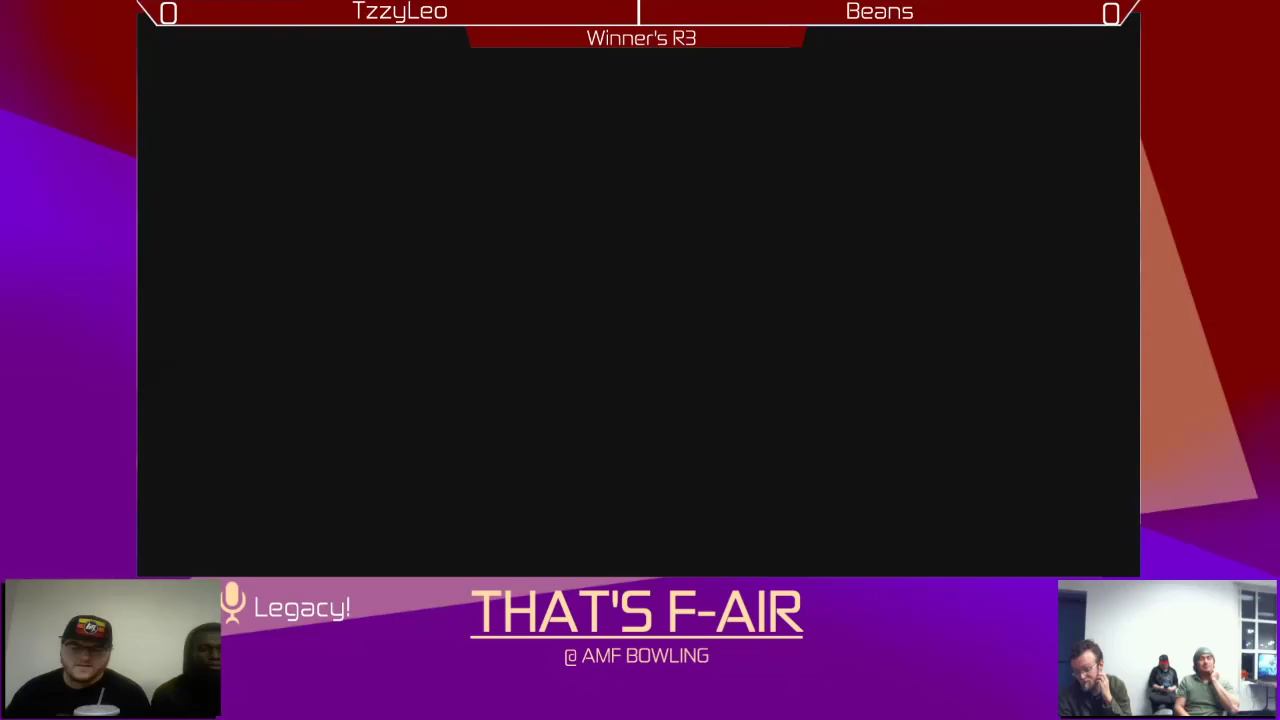 0 TzzyLeo Beans 0
Winner's R3
Legacy!
THAT'S F-AIR
@ AMF BOWLING